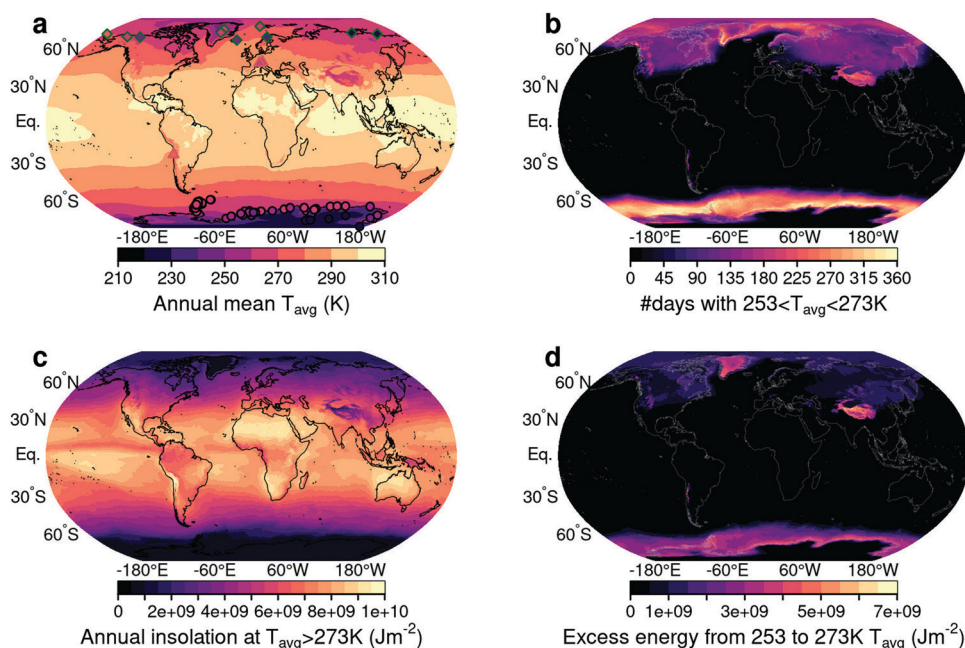 a
60°N
30°N
Eq.
30°S
60°S
-180°E -60°E 60°W 180°W
210 230 250 270 290 310
Annual mean Tavg (K)
b
60°N
30°N
Eq.
30°S
60°S
-180°E -60°E 60°W 180°W
0 45 90 135 180 225 270 315 360
#days with 253<Tavg<273K
c
60°N
30°N
Eq.
30°S
60°S
-180°E -60°E 60°W 180°W
0 2e+09 4e+09 6e+09 8e+09 1e+10
Annual insolation at Tavg>273K (Jm-2)
d
60°N
30°N
Eq.
30°S
60°S
-180°E -60°E 60°W 180°W
0 1e+09 3e+09 5e+09 7e+09
Excess energy from 253 to 273K Tavg (Jm-2)